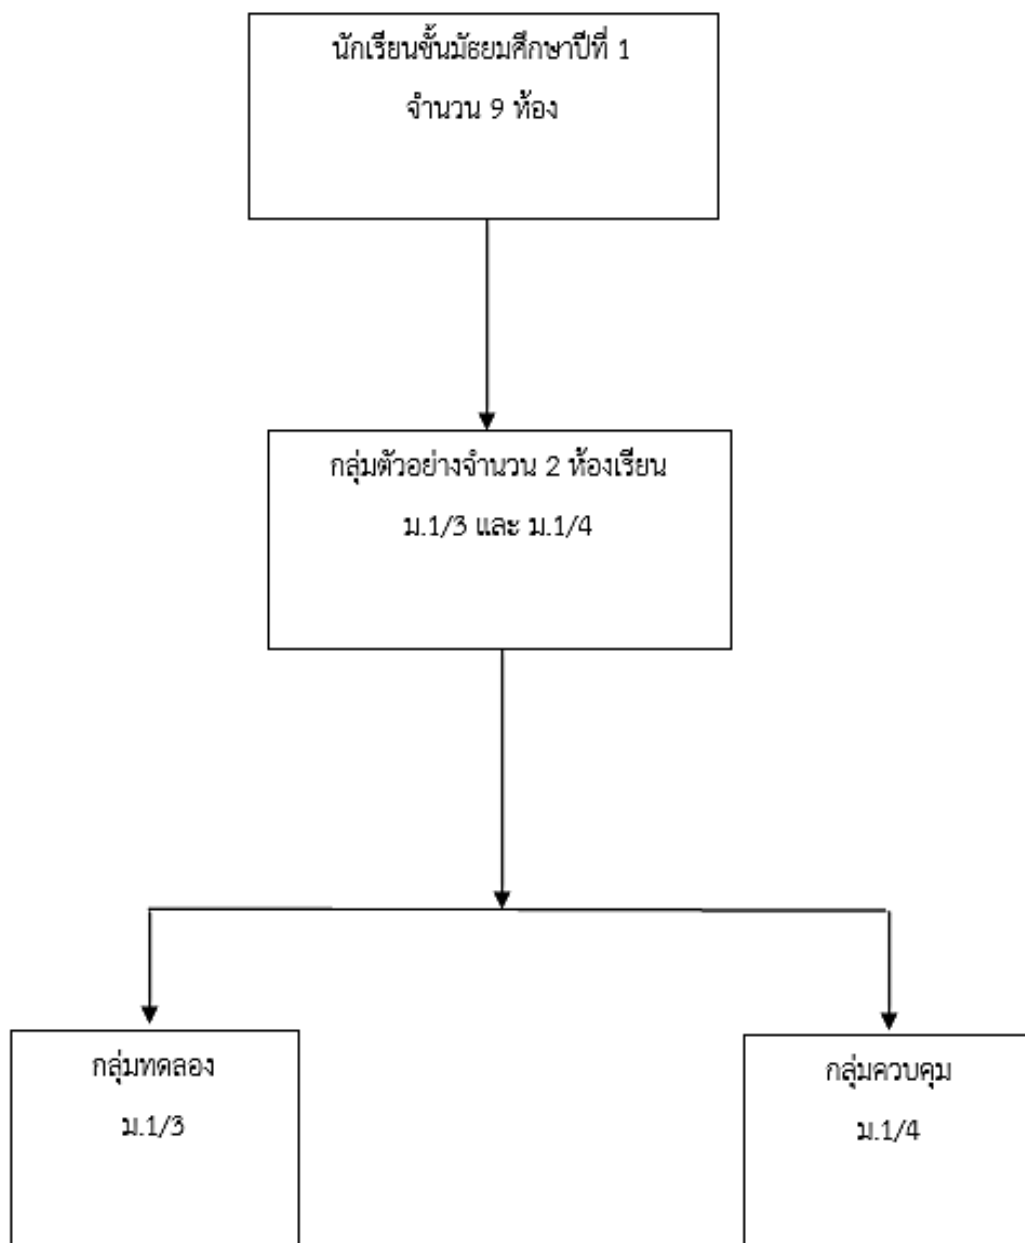 นักเรียนชั้นมัธยมศึกษาปีที่ 1
จำนวน 9 ห้อง
กลุ่มตัวอย่างจำนวน 2 ห้องเรียน
ม.1/3 และ ม.1/4
กลุ่มทดลอง
ม.1/3
กลุ่มควบคุม
ม.1/4